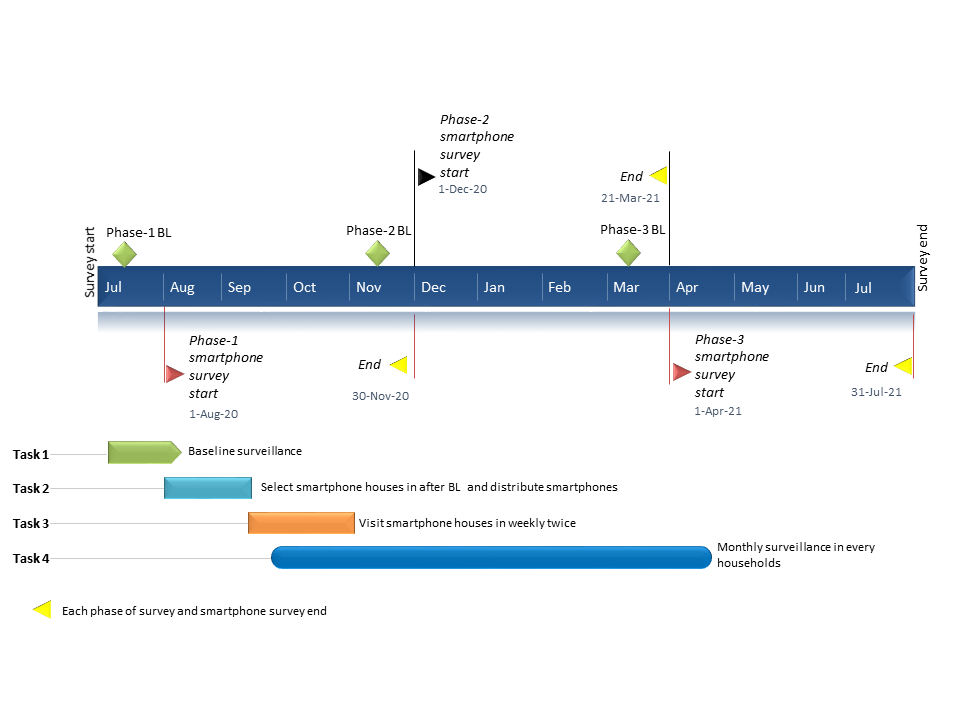 Phase-2
smartphone
survey
start
1-Dec-20
End
21-Mar-21
Survey start
Phase-1 BL
Phase-2 BL
Phase-3 BL
Survey end
Jul Aug Sep Oct Nov Dec Jan Feb Mar Apr May Jun Jul
Phase-1
smartphone
survey
start
1-Aug-20
End
30-Nov-20
Phase-3
smartphone
survey
start
1-Apr-21
End
31-Jul-21
Task 1 Baseline surveillance
Task 2 Select smartphone houses in after BL and distribute smartphones
Task 3 Visit smartphone houses in weekly twice
Task 4 Monthly surveillance in every
households
Each phase of survey and smartphone survey end